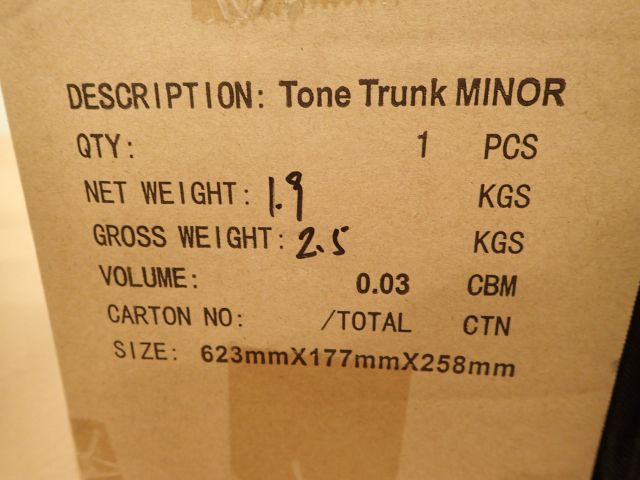 DESCRIPTION: Tone Trunk MINOR
QTY: 1 PCS
NET WEIGHT: 1.9 KGS
GROSS WEIGHT: 2.5 KGS
VOLUME: 0.03 CBM
CARTON NO: /TOTAL CTN
SIZE: 623mmX177mmX258mm